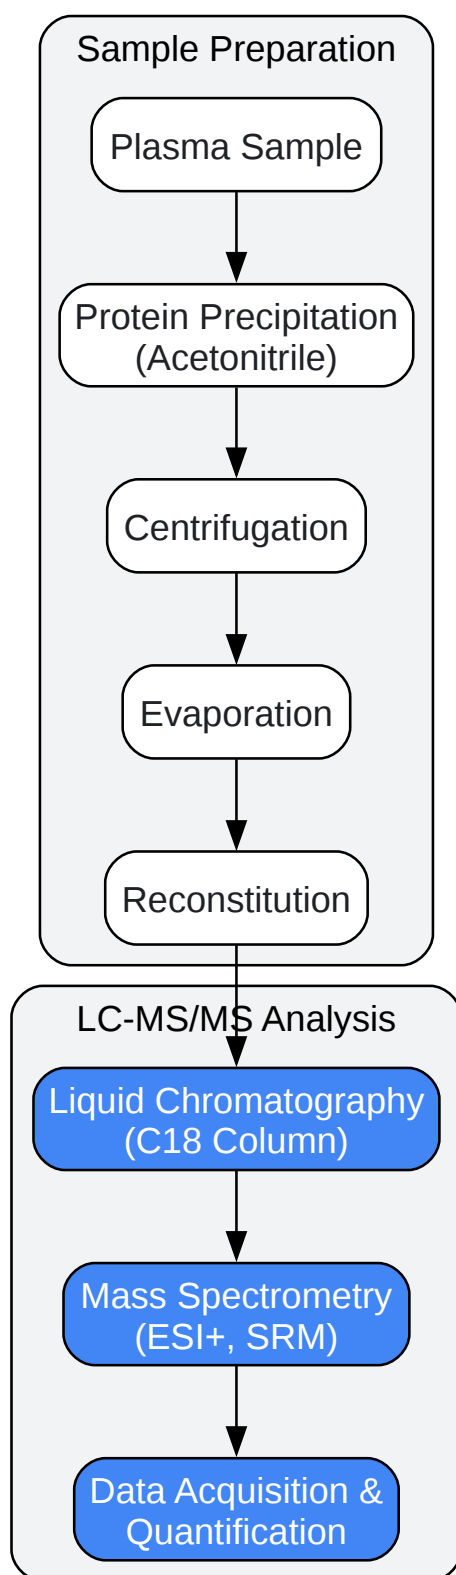 Sample Preparation
Plasma Sample
Protein Precipitation
(Acetonitrile)
Centrifugation
Evaporation
Reconstitution
LC-MS/MS Analysis
Liquid Chromatography
(C18 Column)
Mass Spectrometry
(ESI+, SRM)
Data Acquisition &
Quantification